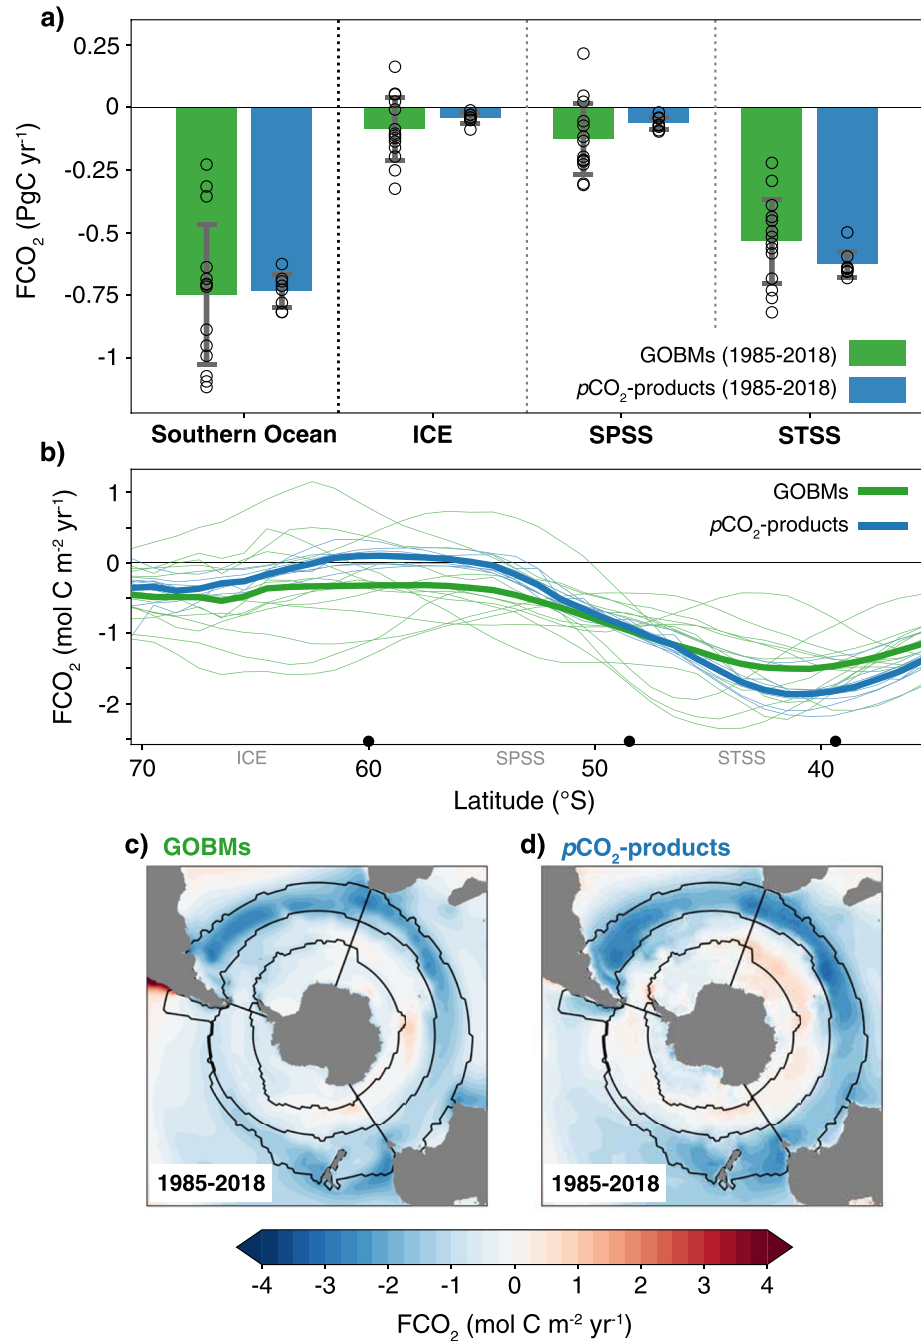 a)
0.25
0
-0.25
-0.5
-0.75
-1
FCO₂ (PgC yr⁻¹)
GOBMs (1985-2018)
pCO₂-products (1985-2018)
Southern Ocean ICE SPSS STSS
b)
1
0
-1
-2
FCO₂ (mol C m⁻² yr⁻¹)
GOBMs
pCO₂-products
ICE SPSS STSS
70 60 50 40
Latitude (°S)
c) GOBMs
d) pCO₂-products
1985-2018
1985-2018
-4 -3 -2 -1 0 1 2 3 4
FCO₂ (mol C m⁻² yr⁻¹)